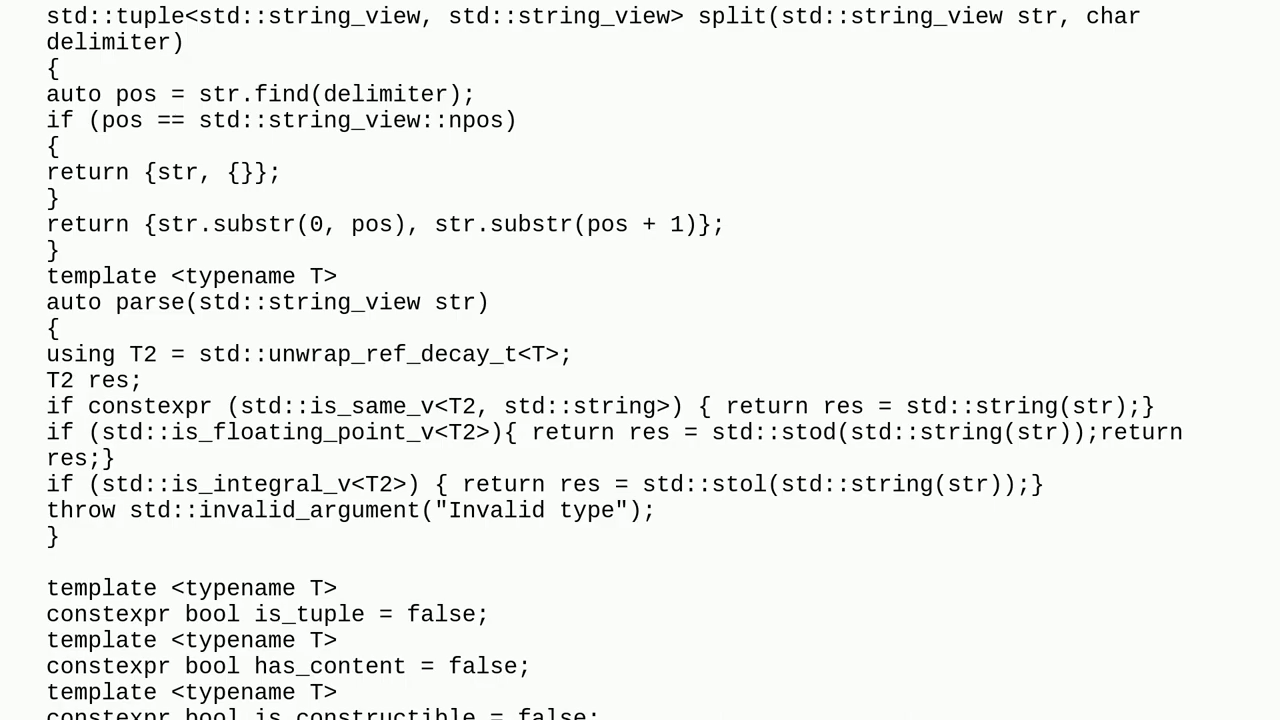 std::tuple<std::string_view, std::string_view> split(std::string_view str, char
delimiter)
{
auto pos = str.find(delimiter);
if (pos == std::string_view::npos)
{
return {str, {}};
}
return {str.substr(0, pos), str.substr(pos + 1)};
}
template <typename T>
auto parse(std::string_view str)
{
using T2 = std::unwrap_ref_decay_t<T>;
T2 res;
if constexpr (std::is_same_v<T2, std::string>) { return res = std::string(str);}
if (std::is_floating_point_v<T2>){ return res = std::stod(std::string(str));return
res;}
if (std::is_integral_v<T2>) { return res = std::stol(std::string(str));}
throw std::invalid_argument("Invalid type");
}

template <typename T>
constexpr bool is_tuple = false;
template <typename T>
constexpr bool has_content = false;
template <typename T>
constexpr bool is_constructible = false;